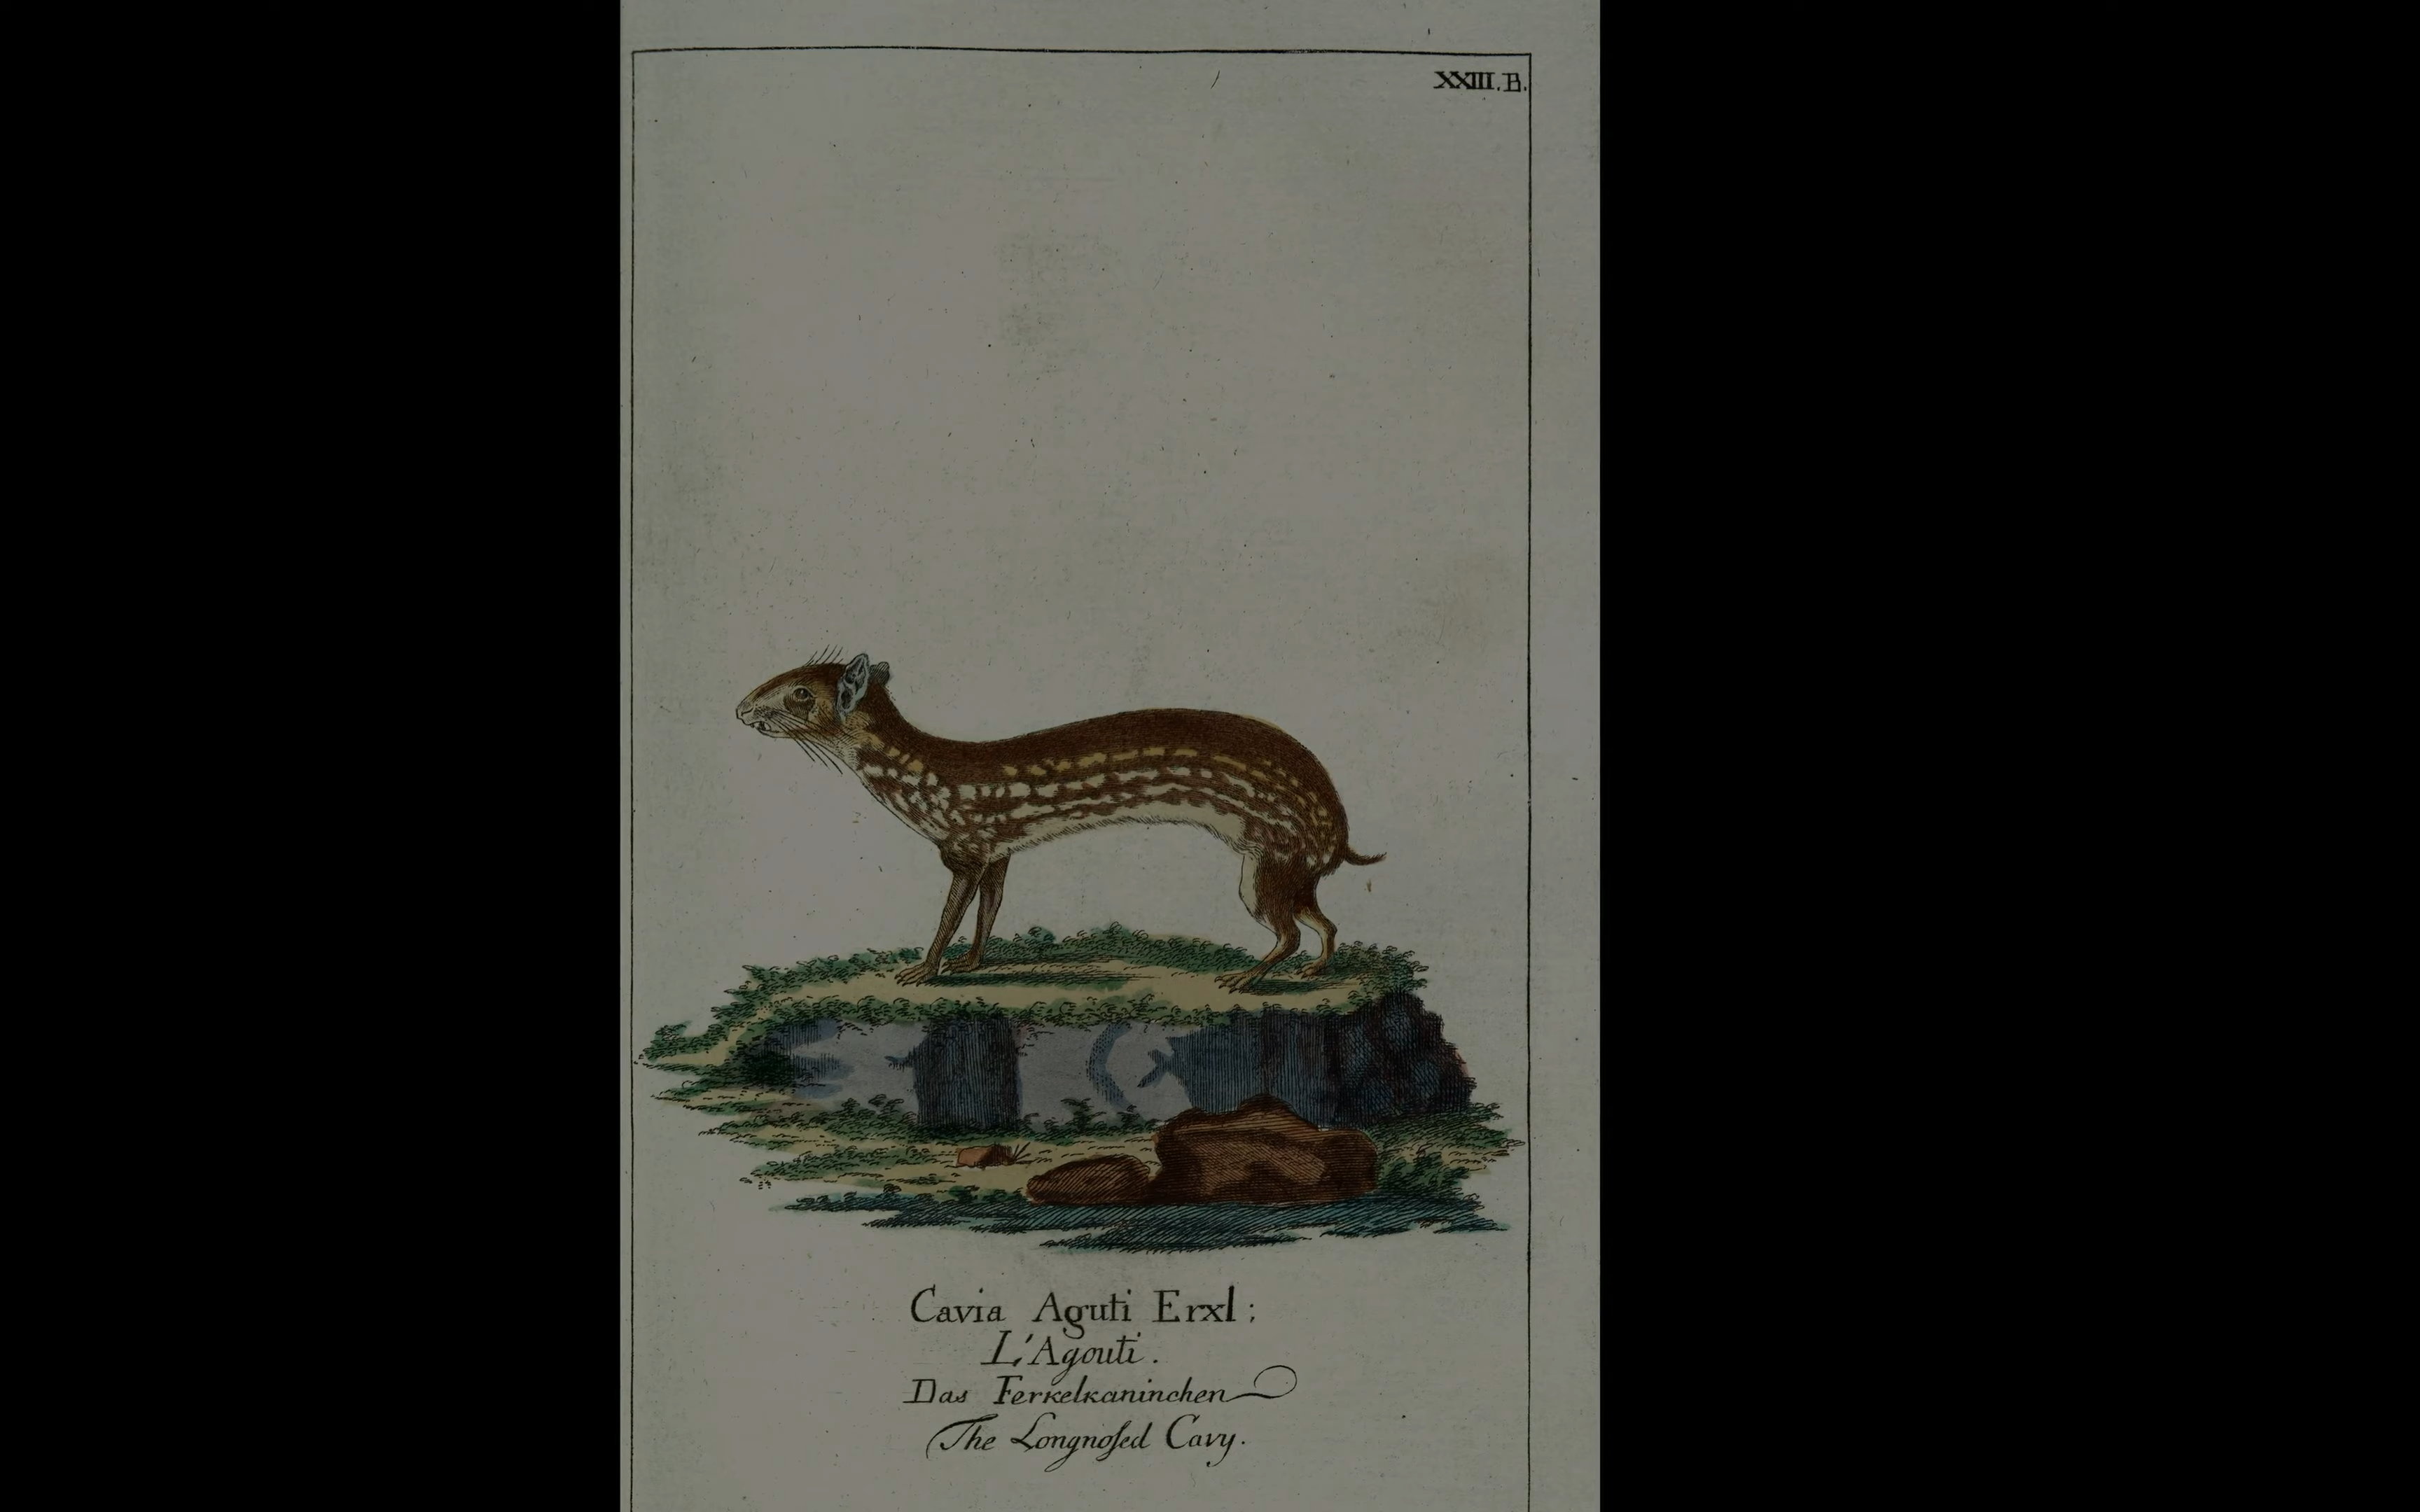 XXIII. B.
Cavia Aguti Erxl;
L'Agouti.
Das Ferkelkaninchen
The Longnoſed Cavy.